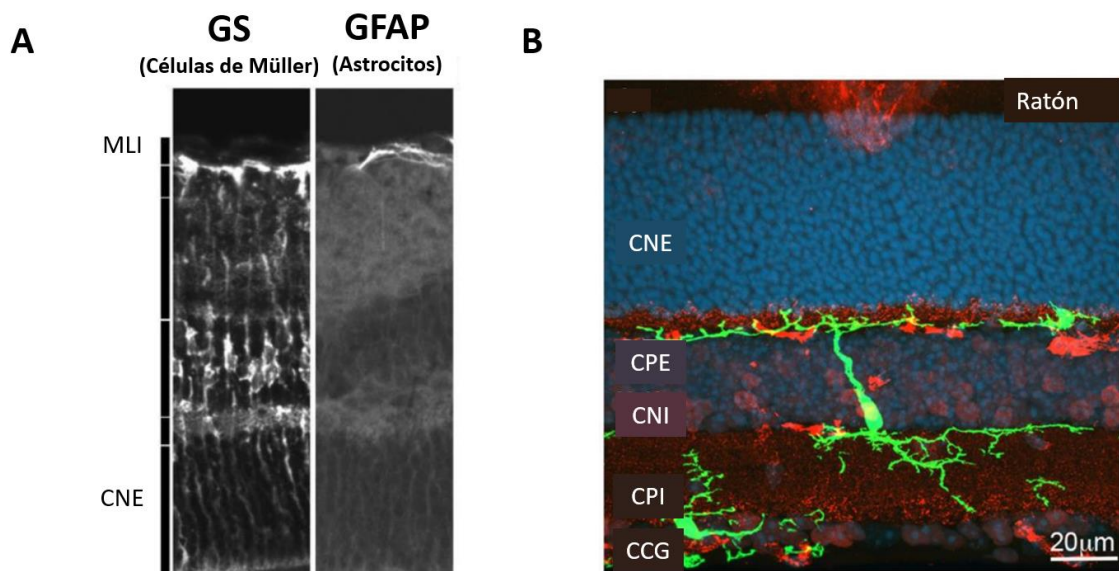 A
GS
(Células de Müller)
GFAP
(Astrocitos)
MLI
CNE
B
Ratón
CNE
CPE
CNI
CPI
CCG
20μm